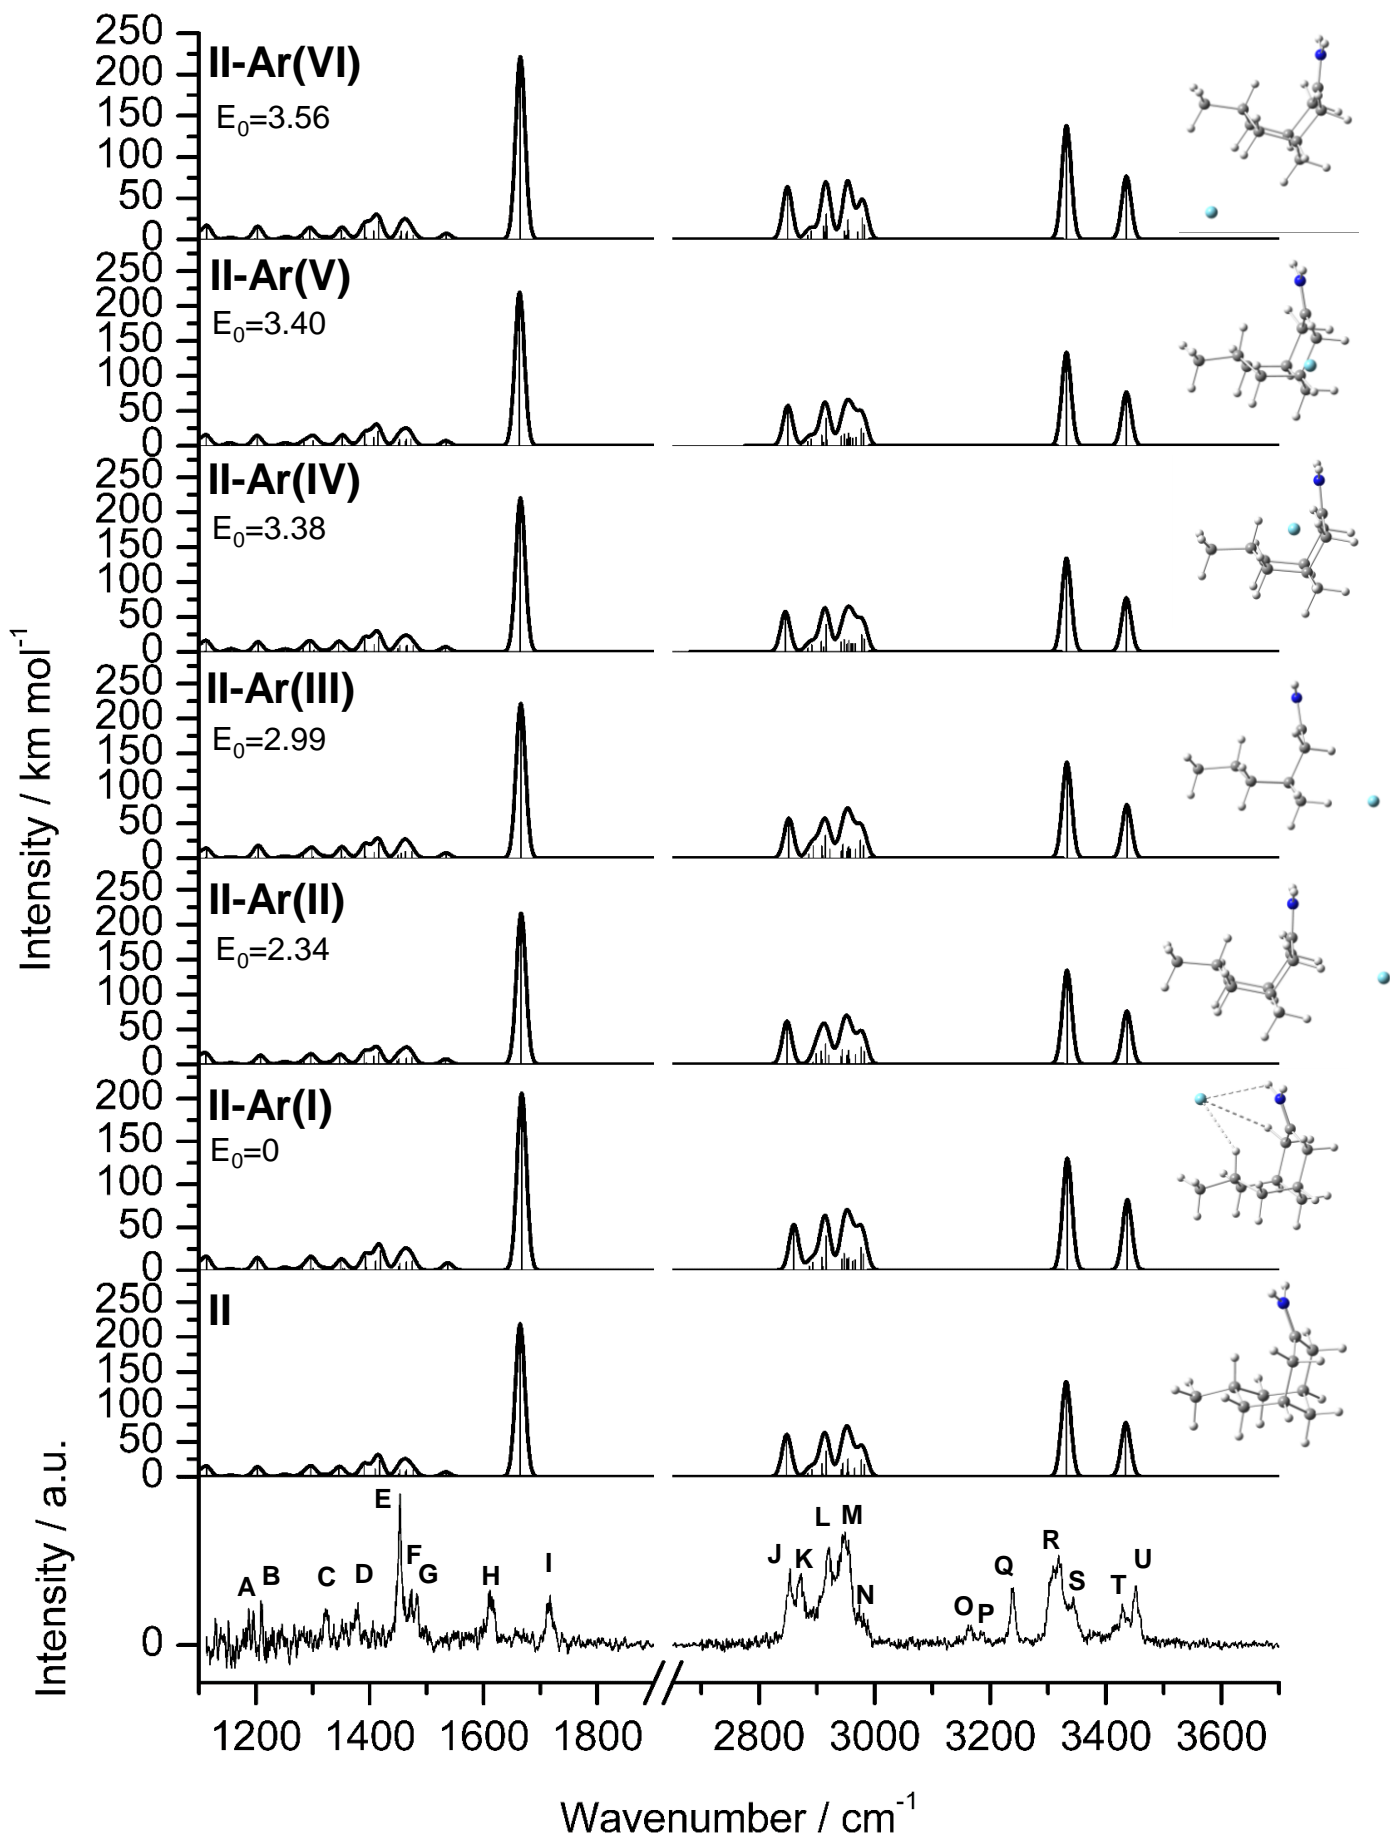 250
200
150
100
50
0
II-Ar(VI)
E₀=3.56
250
200
150
100
50
0
II-Ar(V)
E₀=3.40
250
200
150
100
50
0
II-Ar(IV)
E₀=3.38
250
200
150
100
50
0
II-Ar(III)
E₀=2.99
250
200
150
100
50
0
II-Ar(II)
E₀=2.34
200
150
100
50
0
II-Ar(I)
E₀=0
250
200
150
100
50
0
II
Intensity / km mol⁻¹
Intensity / a.u.
0
A B C D E F G H I J K L M N O P Q R S T U
1200 1400 1600 1800 2800 3000 3200 3400 3600
Wavenumber / cm⁻¹